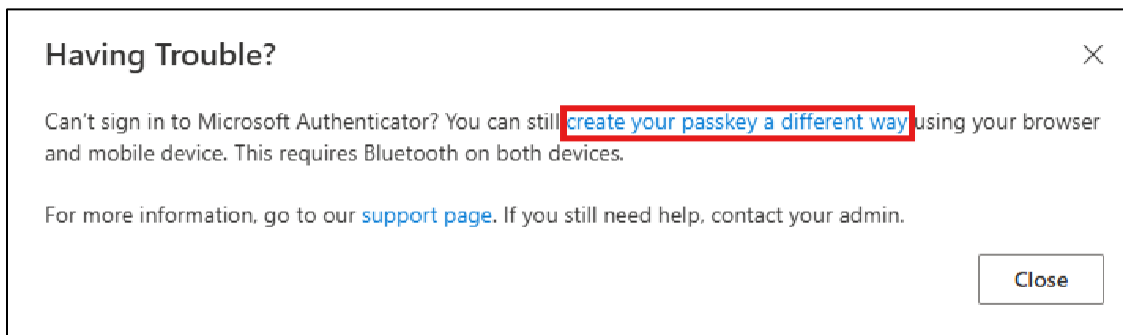 Having Trouble?
Can't sign in to Microsoft Authenticator? You can still create your passkey a different way using your browser
and mobile device. This requires Bluetooth on both devices.
For more information, go to our support page. If you still need help, contact your admin.
Close